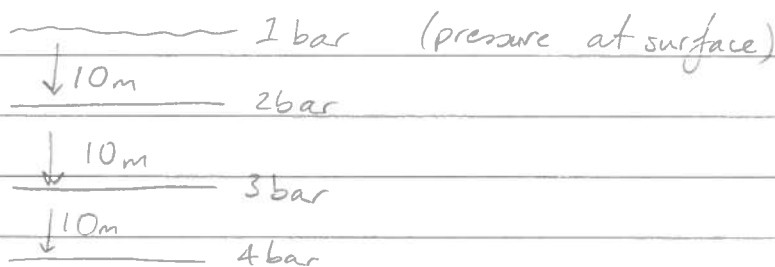 1 bar (pressure at surface)
10m
2bar
10m
3bar
10m
4bar